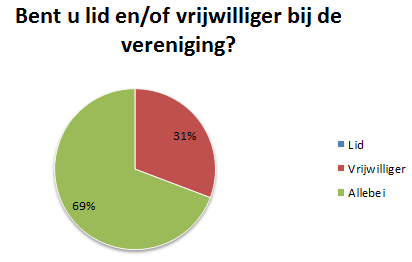 Bent u lid en/of vrijwilliger bij de
vereniging?
31%
69%
Lid
Vrijwilliger
Allebei